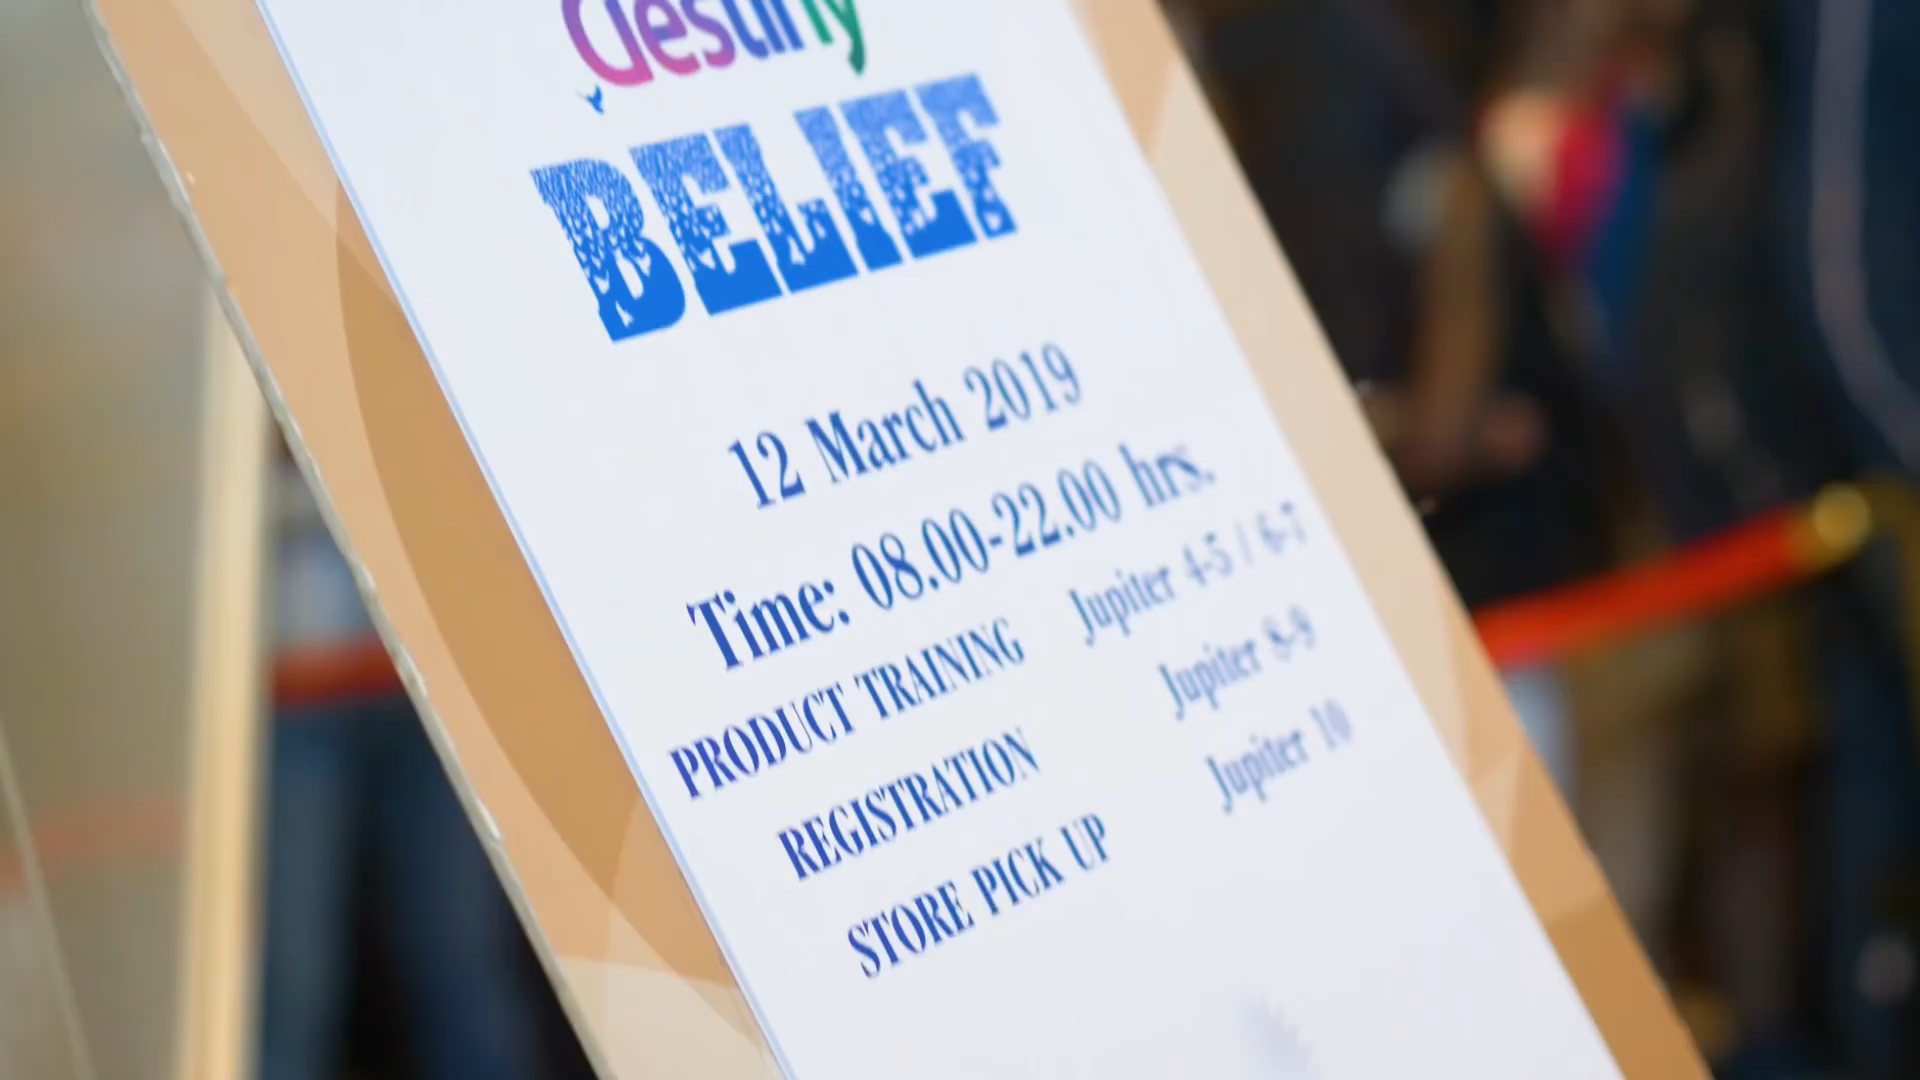 destiny
BELIEF
12 March 2019
Time: 08.00-22.00 hrs.
PRODUCT TRAINING Jupiter 4-5 / 6-7
REGISTRATION Jupiter 8-9
STORE PICK UP Jupiter 10